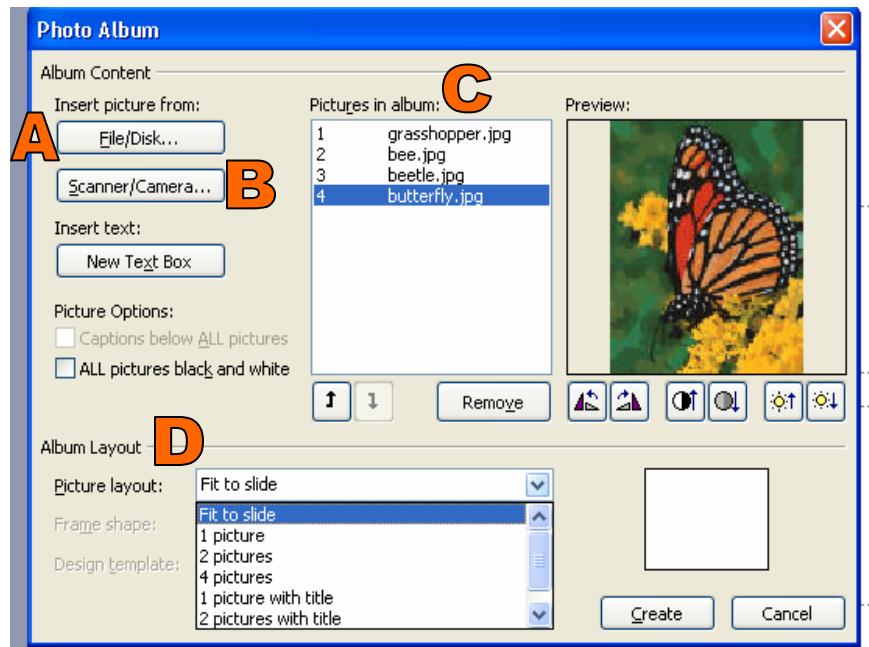 Photo Album
Album Content
Insert picture from:
A
File/Disk...
Scanner/Camera...
B
Insert text:
New Text Box
Picture Options:
Captions below ALL pictures
ALL pictures black and white
Pictures in album:
C
1 grasshopper.jpg
2 bee.jpg
3 beetle.jpg
4 butterfly.jpg
Remove
Preview:
Album Layout
D
Picture layout:
Fit to slide
Fit to slide
1 picture
2 pictures
4 pictures
1 picture with title
2 pictures with title
Frame shape:
Design template:
Create
Cancel